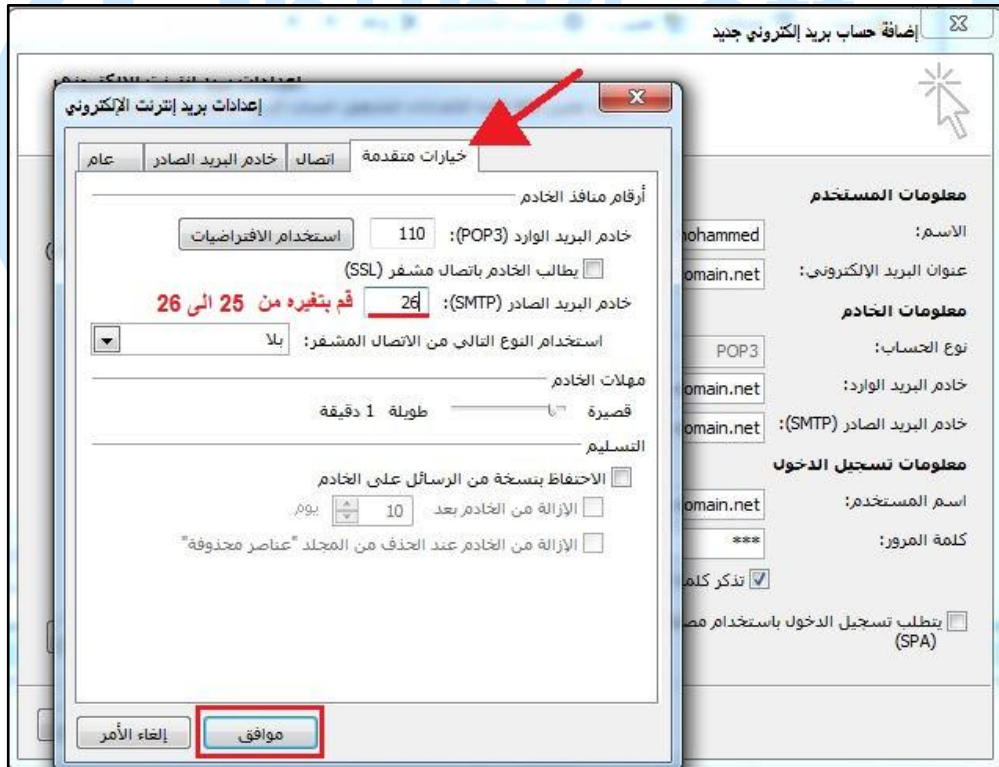 إضافة حساب بريد إلكتروني جديد
إعدادات بريد إنترنت الإلكتروني
خيارات متقدمة
اتصال
خادم البريد الصادر
عام
أرقام منافذ الخادم
خادم البريد الوارد (POP3): 110 استخدام الافتراضيات
يطالب الخادم باتصال مشفر (SSL)
خادم البريد الصادر (SMTP): 26 قم بتغيره من 25 الى 26
استخدام النوع التالي من الاتصال المشفر: بلا
مهلات الخادم
قصيرة طويلة 1 دقيقة
التسليم
الاحتفاظ بنسخة من الرسائل على الخادم
الإزالة من الخادم بعد 10 يوم
الإزالة من الخادم عند الحذف من المجلد "عناصر محذوفة"
موافق
إلغاء الأمر
معلومات المستخدم
الاسم: ohammed
عنوان البريد الإلكتروني: omain.net
معلومات الخادم
نوع الحساب: POP3
خادم البريد الوارد: omain.net
خادم البريد الصادر (SMTP): omain.net
معلومات تسجيل الدخول
اسم المستخدم: omain.net
كلمة المرور: ***
تذكر
يتطلب تسجيل الدخول باستخدام
(SPA)